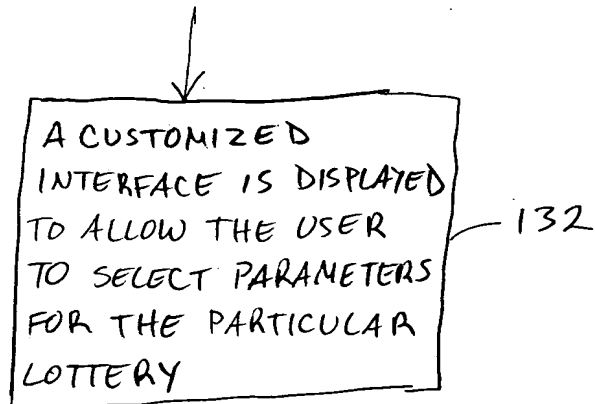 A CUSTOMIZED
INTERFACE IS DISPLAYED
TO ALLOW THE USER
TO SELECT PARAMETERS
FOR THE PARTICULAR
LOTTERY
132